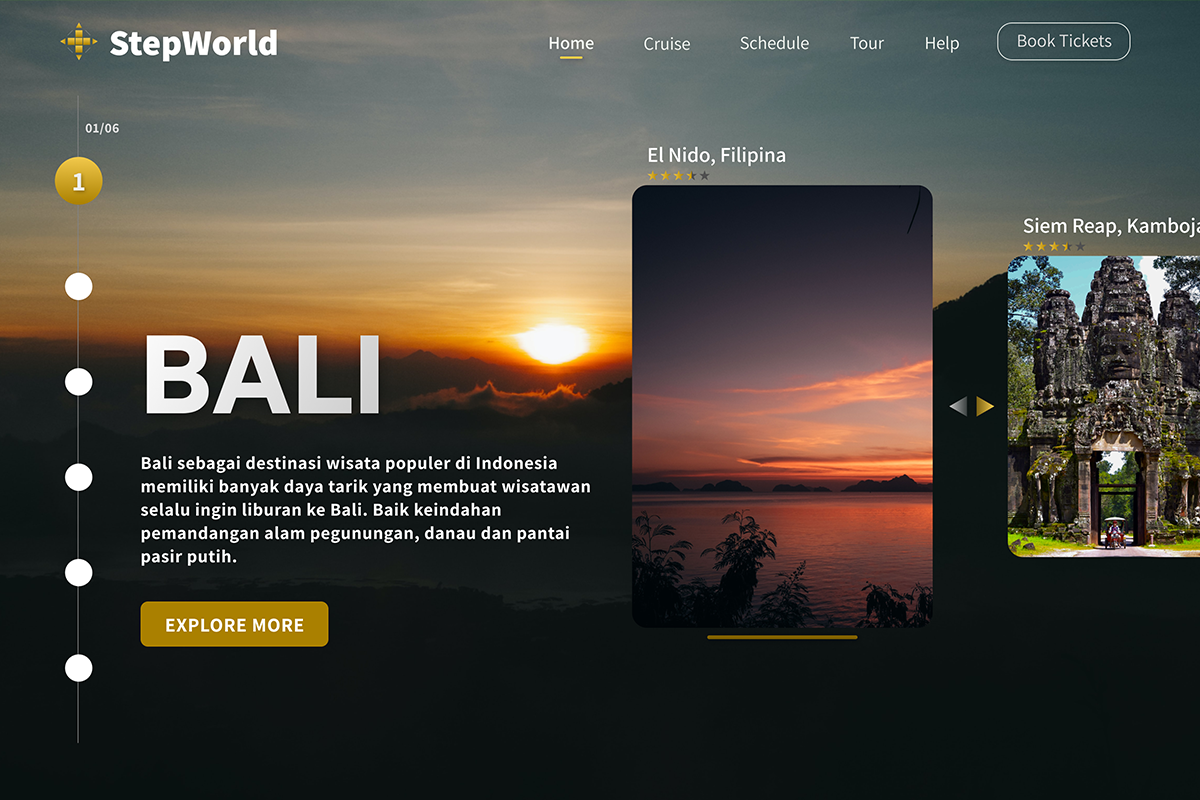 StepWorld
Home
Cruise
Schedule
Tour
Help
Book Tickets
01/06
1
El Nido, Filipina
Siem Reap, Kamboja
BALI
Bali sebagai destinasi wisata populer di Indonesia
memiliki banyak daya tarik yang membuat wisatawan
selalu ingin liburan ke Bali. Baik keindahan
pemandangan alam pegunungan, danau dan pantai
pasir putih.
EXPLORE MORE